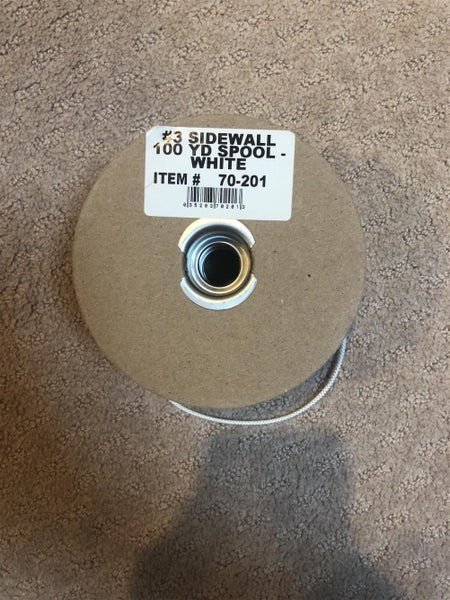 #3 SIDEWALL
100 YD SPOOL -
WHITE
ITEM # 70-201